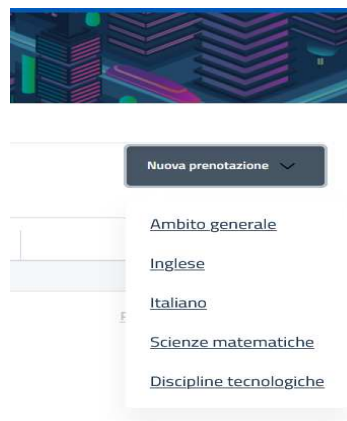 Nuova prenotazione
Ambito generale
Inglese
Italiano
Scienze matematiche
Discipline tecnologiche